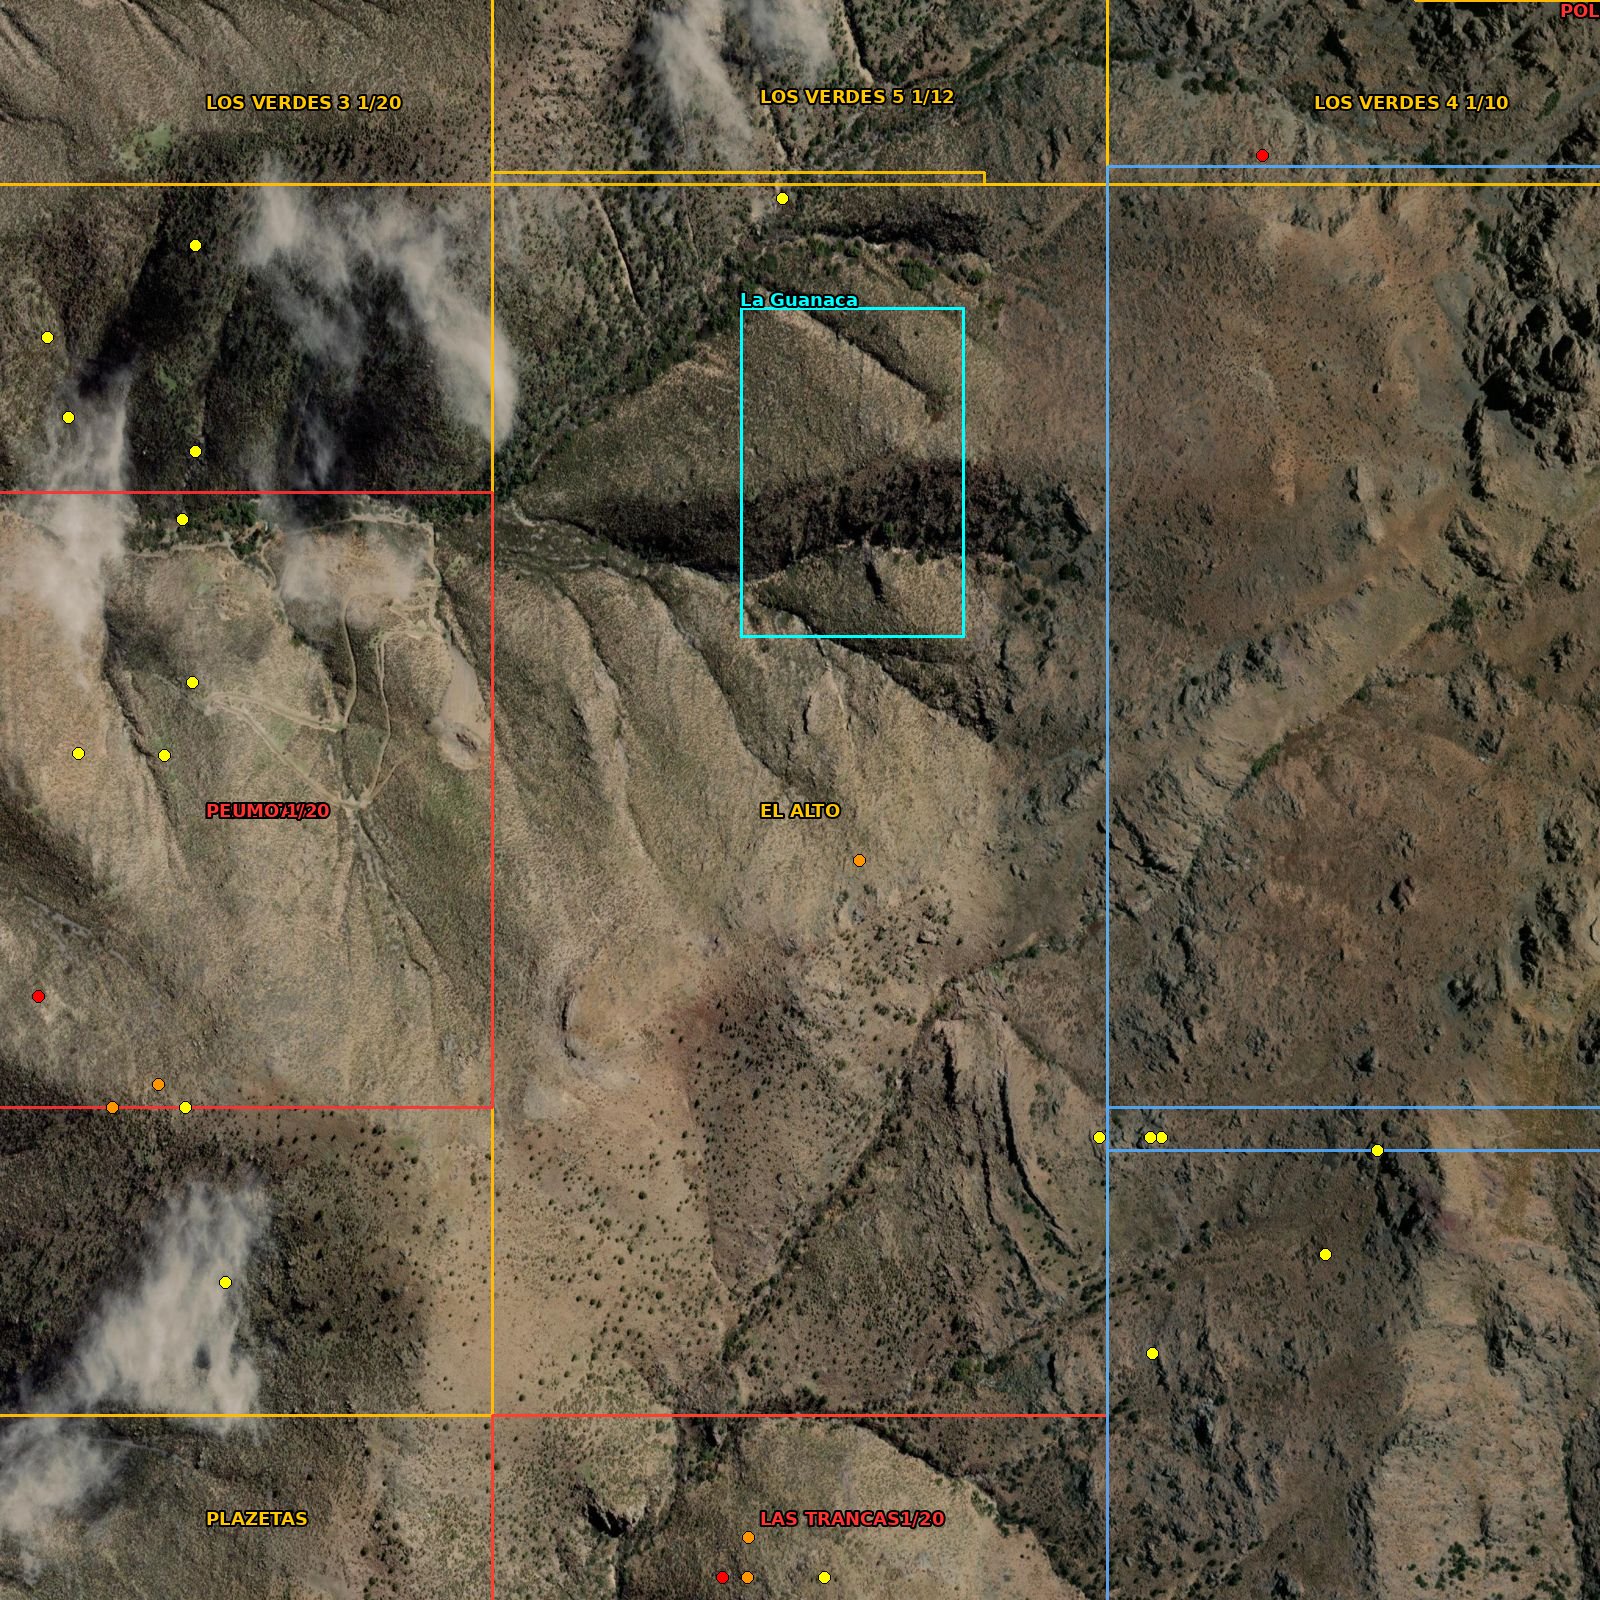 POL
LOS VERDES 3 1/20
LOS VERDES 5 1/12
LOS VERDES 4 1/10
La Guanaca
EL ALTO
PLAZETAS
LAS TRANCAS1/20